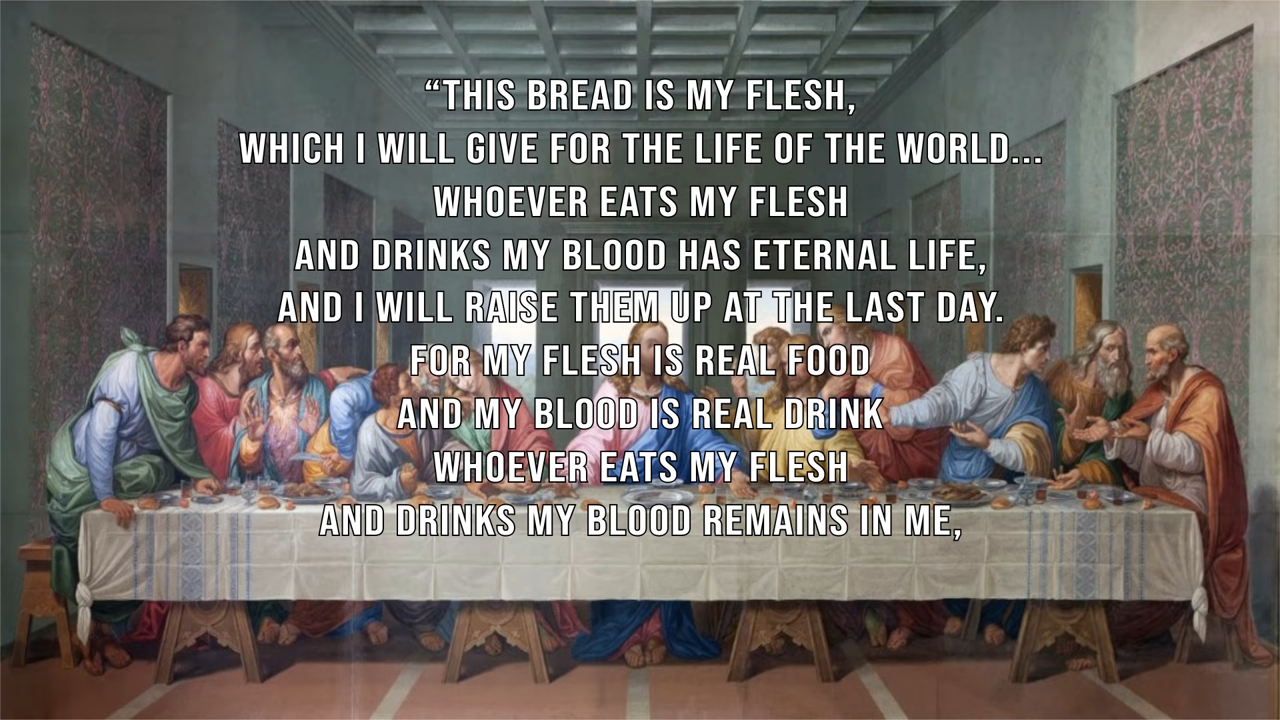 “THIS BREAD IS MY FLESH,
WHICH I WILL GIVE FOR THE LIFE OF THE WORLD...
WHOEVER EATS MY FLESH
AND DRINKS MY BLOOD HAS ETERNAL LIFE,
AND I WILL RAISE THEM UP AT THE LAST DAY.
FOR MY FLESH IS REAL FOOD
AND MY BLOOD IS REAL DRINK
WHOEVER EATS MY FLESH
AND DRINKS MY BLOOD REMAINS IN ME,